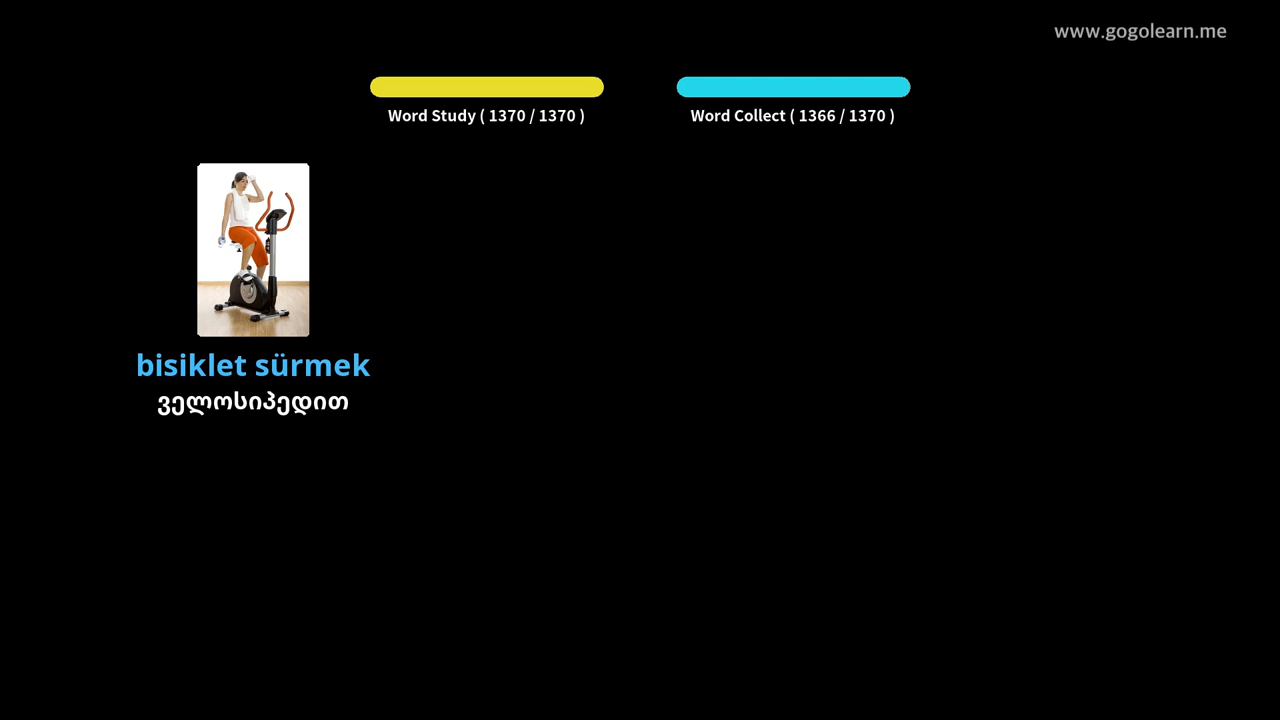 www.gogolearn.me
Word Study ( 1370 / 1370 )
Word Collect ( 1366 / 1370 )
bisiklet sürmek
ველოსიპედით